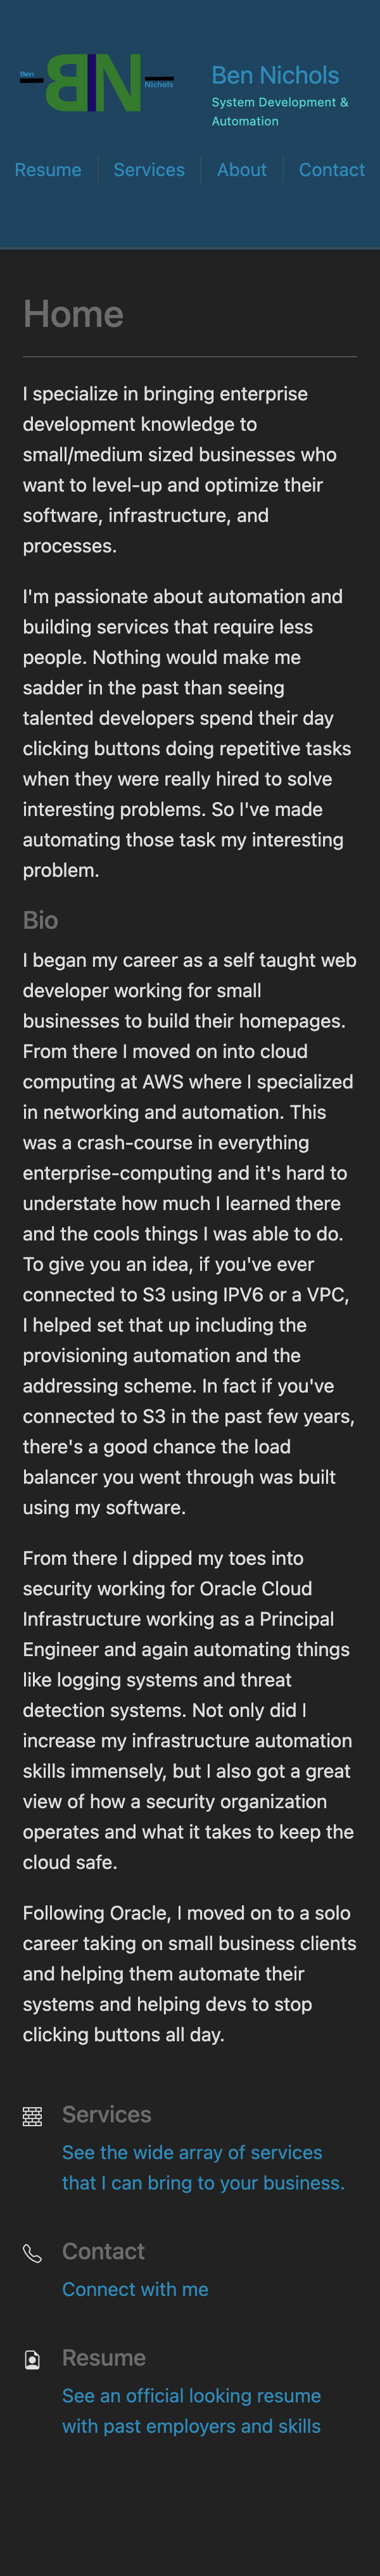 Ben
BN
Nichols
Ben Nichols
System Development &
Automation
Resume
Services
About
Contact
Home
I specialize in bringing enterprise
development knowledge to
small/medium sized businesses who
want to level-up and optimize their
software, infrastructure, and
processes.
I'm passionate about automation and
building services that require less
people. Nothing would make me
sadder in the past than seeing
talented developers spend their day
clicking buttons doing repetitive tasks
when they were really hired to solve
interesting problems. So I've made
automating those task my interesting
problem.
Bio
I began my career as a self taught web
developer working for small
businesses to build their homepages.
From there I moved on into cloud
computing at AWS where I specialized
in networking and automation. This
was a crash-course in everything
enterprise-computing and it's hard to
understate how much I learned there
and the cools things I was able to do.
To give you an idea, if you've ever
connected to S3 using IPV6 or a VPC,
I helped set that up including the
provisioning automation and the
addressing scheme. In fact if you've
connected to S3 in the past few years,
there's a good chance the load
balancer you went through was built
using my software.
From there I dipped my toes into
security working for Oracle Cloud
Infrastructure working as a Principal
Engineer and again automating things
like logging systems and threat
detection systems. Not only did I
increase my infrastructure automation
skills immensely, but I also got a great
view of how a security organization
operates and what it takes to keep the
cloud safe.
Following Oracle, I moved on to a solo
career taking on small business clients
and helping them automate their
systems and helping devs to stop
clicking buttons all day.
Services
See the wide array of services
that I can bring to your business.
Contact
Connect with me
Resume
See an official looking resume
with past employers and skills